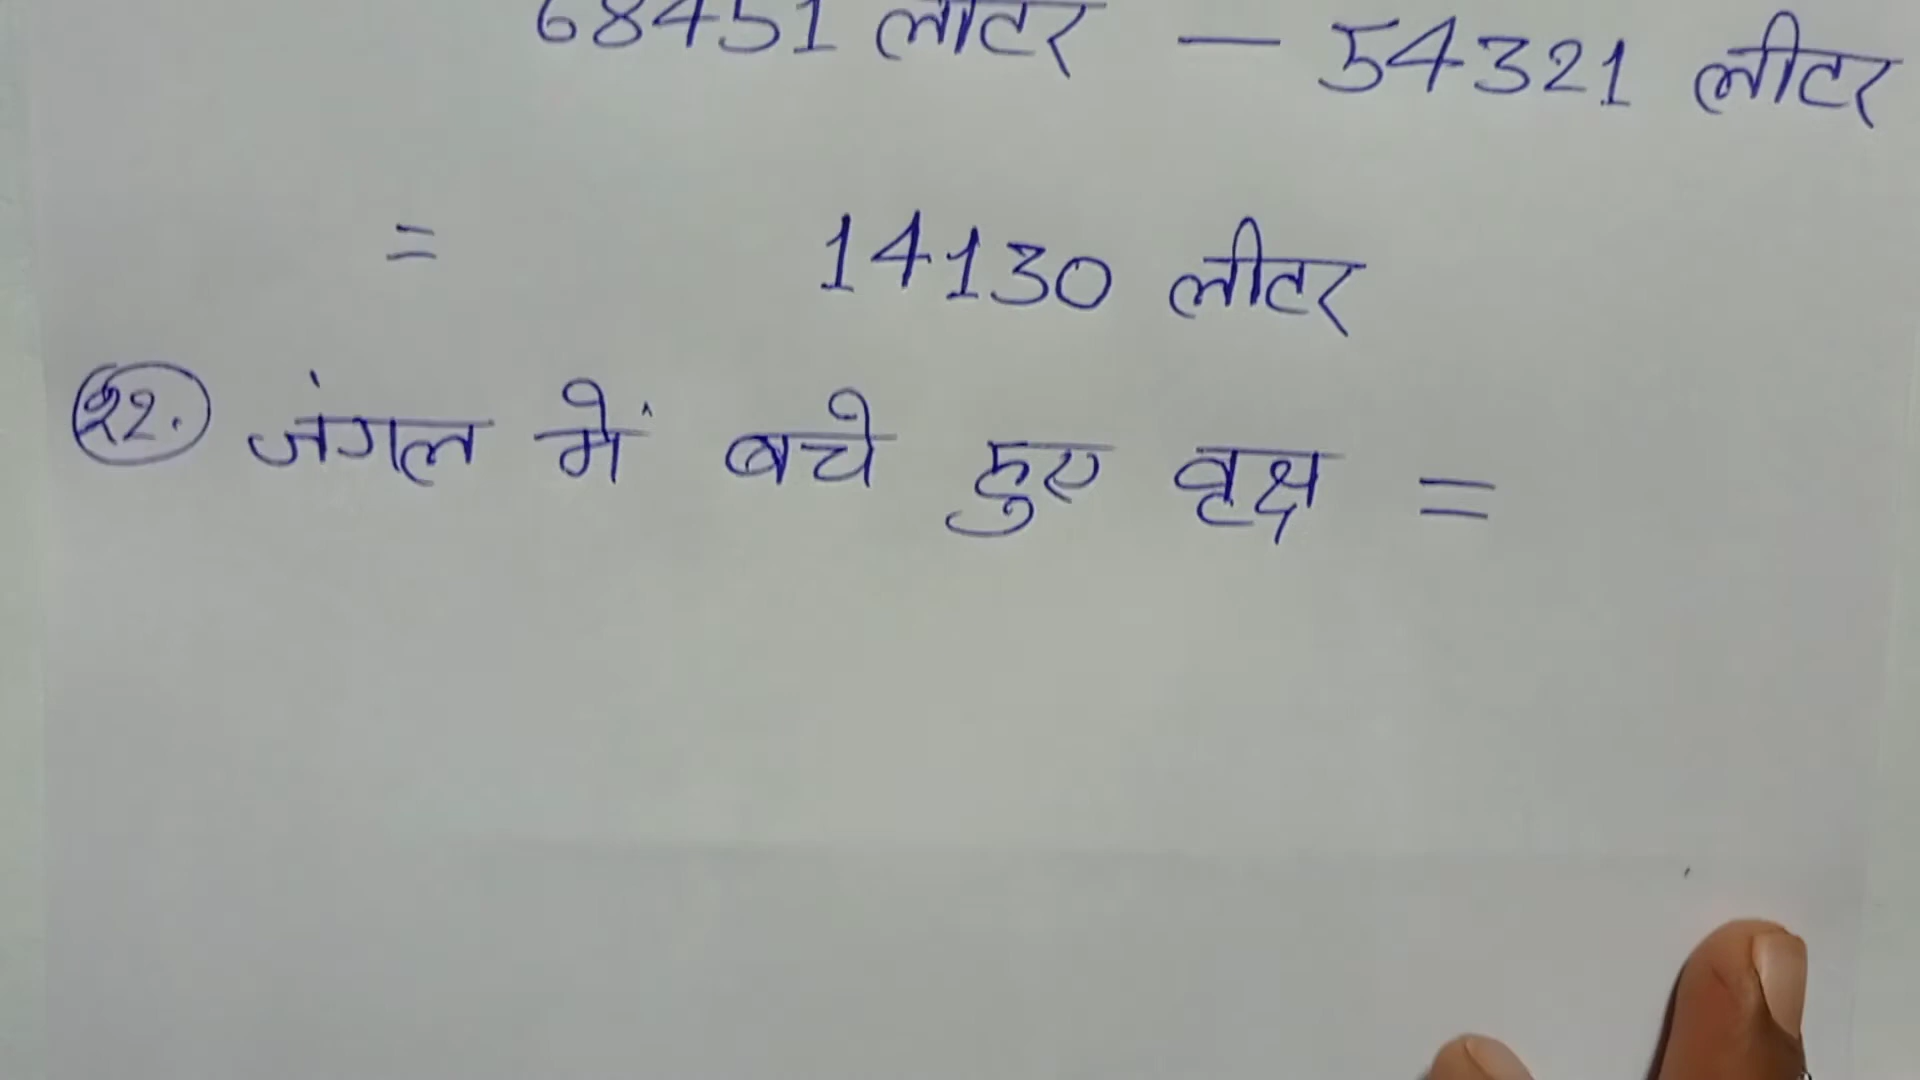 68451 लीटर — 54321 लीटर
= 14130 लीटर
22. जंगल में बचे हुए वृक्ष =